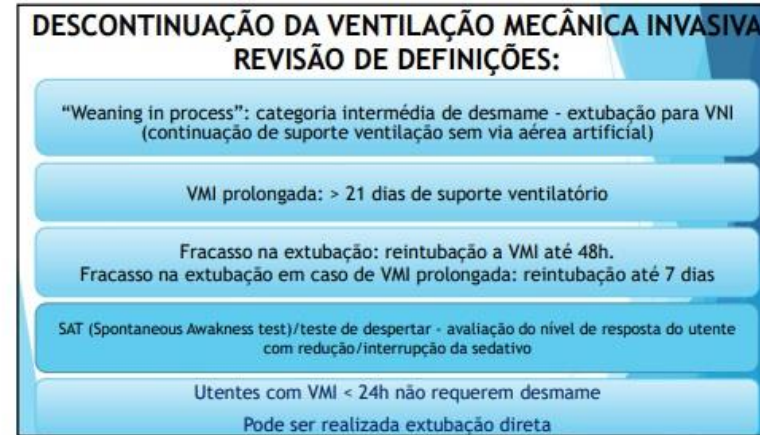 DESCONTINUAÇÃO DA VENTILAÇÃO MECÂNICA INVASIVA
REVISÃO DE DEFINIÇÕES:
“Weaning in process”: categoria intermédia de desmame - extubação para VNI
(continuação de suporte ventilação sem via aérea artificial)
VMI prolongada: > 21 dias de suporte ventilatório
Fracasso na extubação: reintubação a VMI até 48h.
Fracasso na extubação em caso de VMI prolongada: reintubação até 7 dias
SAT (Spontaneous Awakness test)/teste de despertar - avaliação do nível de resposta do utente
com redução/interrupção da sedativo
Utentes com VMI < 24h não requerem desmame
Pode ser realizada extubação direta